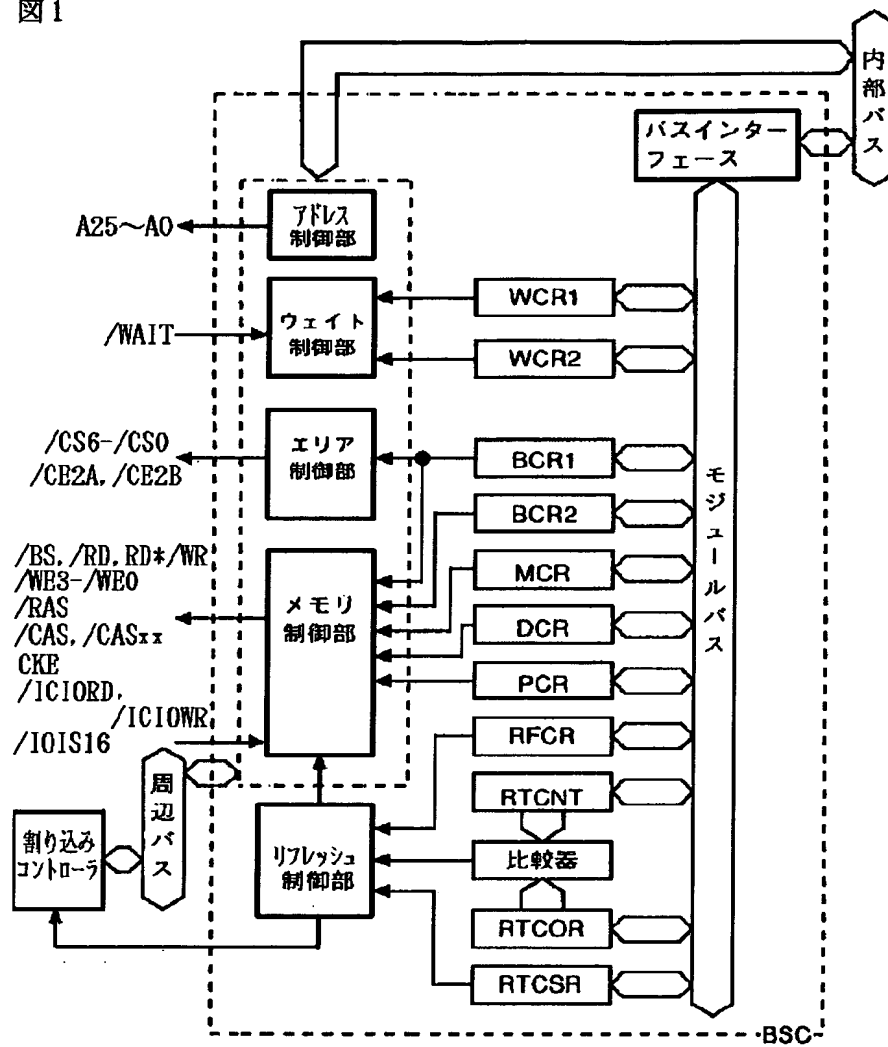 図1
内部バス
バスインター
フェース
アドレス
制御部
A25～A0
ウェイト
制御部
/WAIT
WCR1
WCR2
/CS6-/CS0
/CE2A, /CE2B
エリア
制御部
BCR1
BCR2
モジュールバス
/BS, /RD, RD*/WR
/WE3-/WE0
/RAS
/CAS, /CASxx
CKE
/ICIORD,
/ICIOWR
/IOIS16
メモリ
制御部
MCR
DCR
PCR
RFCR
RTCNT
比較器
RTCOR
RTCSR
周辺バス
割り込み
コントローラ
リフレッシュ
制御部
BSC